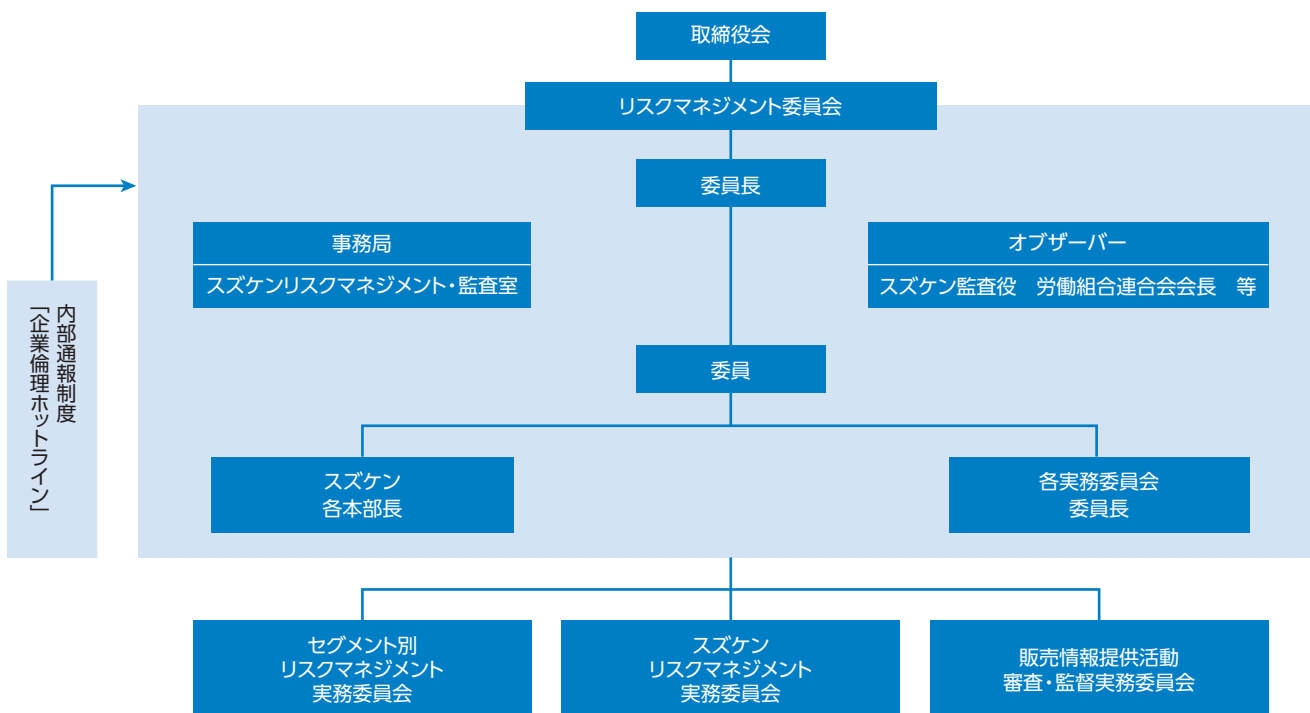 取締役会
リスクマネジメント委員会
委員長
事務局
スズケンリスクマネジメント・監査室
オブザーバー
スズケン監査役　労働組合連合会会長　等
内部通報制度
「企業倫理ホットライン」
委員
スズケン
各本部長
各実務委員会
委員長
セグメント別
リスクマネジメント
実務委員会
スズケン
リスクマネジメント
実務委員会
販売情報提供活動
審査・監督実務委員会